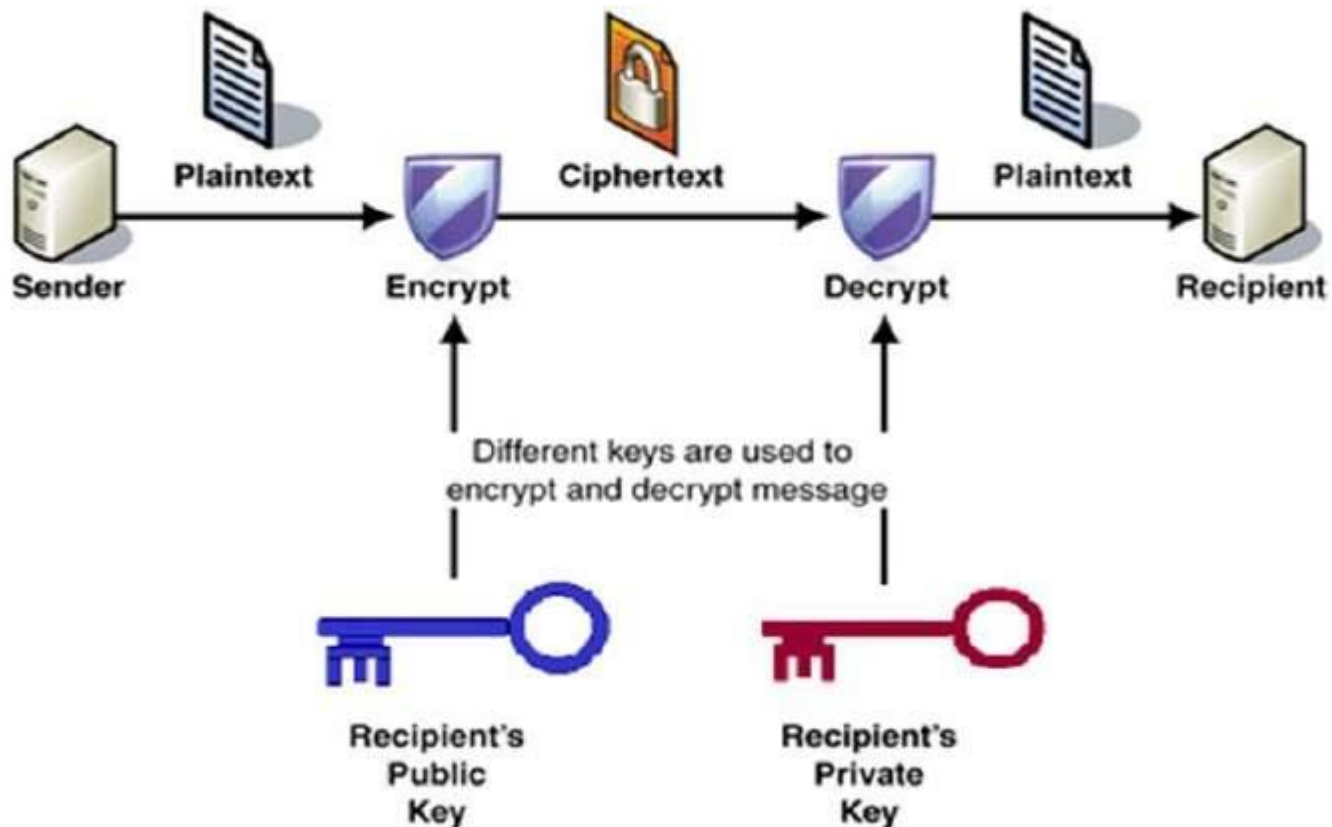 Plaintext
Ciphertext
Plaintext
Sender
Encrypt
Decrypt
Recipient
Different keys are used to
encrypt and decrypt message
Recipient's
Public
Key
Recipient's
Private
Key